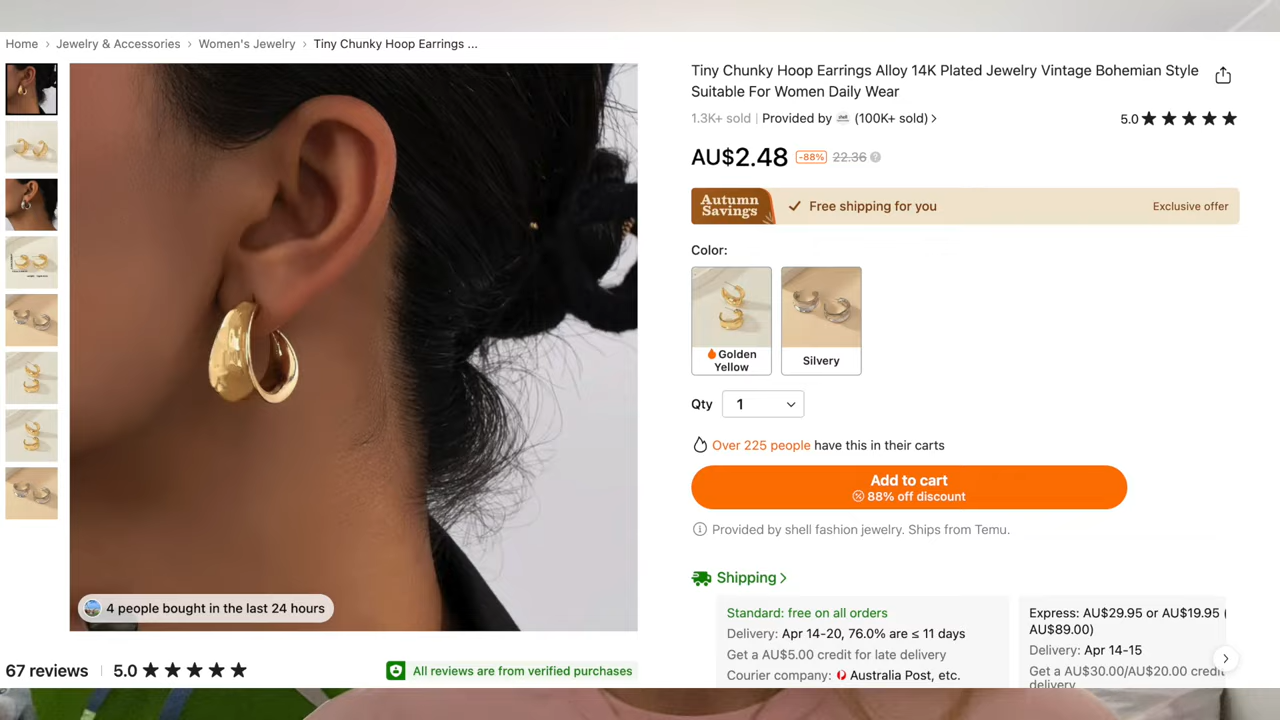 Home › Jewelry & Accessories › Women's Jewelry › Tiny Chunky Hoop Earrings ...
Tiny Chunky Hoop Earrings Alloy 14K Plated Jewelry Vintage Bohemian Style
Suitable For Women Daily Wear
1.3K+ sold | Provided by (100K+ sold) >
5.0
AU$2.48 -88% 22.36
Autumn
Savings
Free shipping for you
Exclusive offer
Color:
Golden
Yellow
Silvery
Qty 1
Over 225 people have this in their carts
Add to cart
88% off discount
Provided by shell fashion jewelry. Ships from Temu.
Shipping >
Standard: free on all orders
Delivery: Apr 14-20, 76.0% are ≤ 11 days
Get a AU$5.00 credit for late delivery
Courier company: Australia Post, etc.
Express: AU$29.95 or AU$19.95 (
AU$89.00)
Delivery: Apr 14-15
Get a AU$30.00/AU$20.00 credit
delivery
4 people bought in the last 24 hours
67 reviews | 5.0
All reviews are from verified purchases